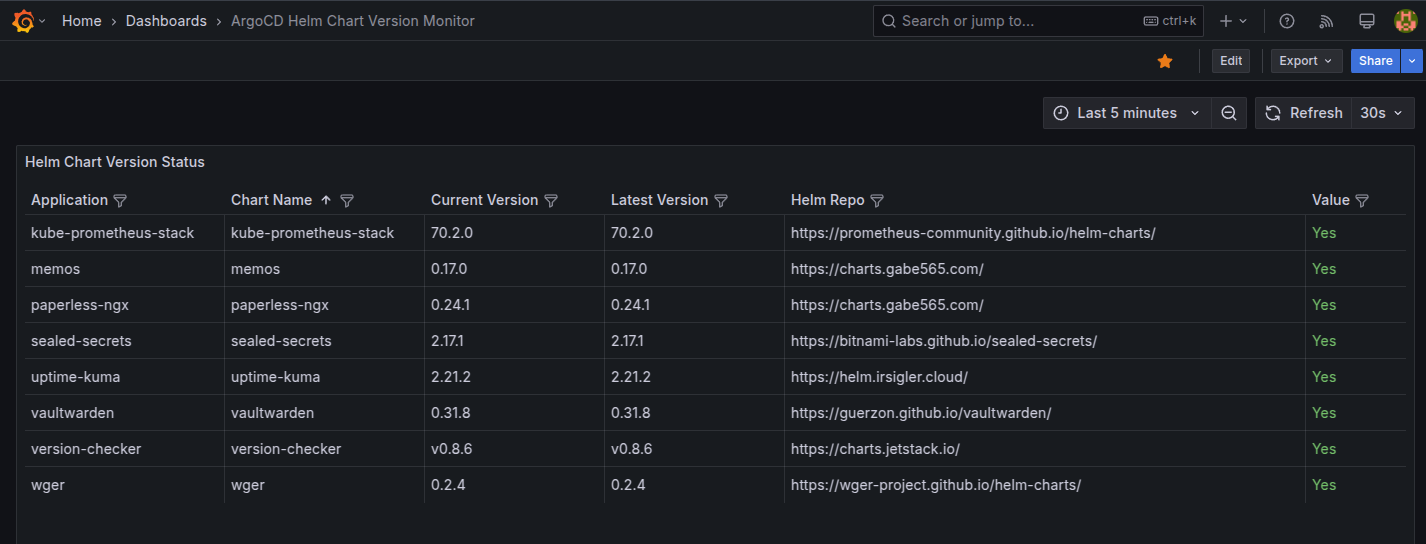 Home › Dashboards › ArgoCD Helm Chart Version Monitor Search or jump to... ctrl+k
Edit Export Share
Last 5 minutes Refresh 30s
Helm Chart Version Status
Application Chart Name Current Version Latest Version Helm Repo Value
kube-prometheus-stack kube-prometheus-stack 70.2.0 70.2.0 https://prometheus-community.github.io/helm-charts/ Yes
memos memos 0.17.0 0.17.0 https://charts.gabe565.com/ Yes
paperless-ngx paperless-ngx 0.24.1 0.24.1 https://charts.gabe565.com/ Yes
sealed-secrets sealed-secrets 2.17.1 2.17.1 https://bitnami-labs.github.io/sealed-secrets/ Yes
uptime-kuma uptime-kuma 2.21.2 2.21.2 https://helm.irsigler.cloud/ Yes
vaultwarden vaultwarden 0.31.8 0.31.8 https://guerzon.github.io/vaultwarden/ Yes
version-checker version-checker v0.8.6 v0.8.6 https://charts.jetstack.io/ Yes
wger wger 0.2.4 0.2.4 https://wger-project.github.io/helm-charts/ Yes